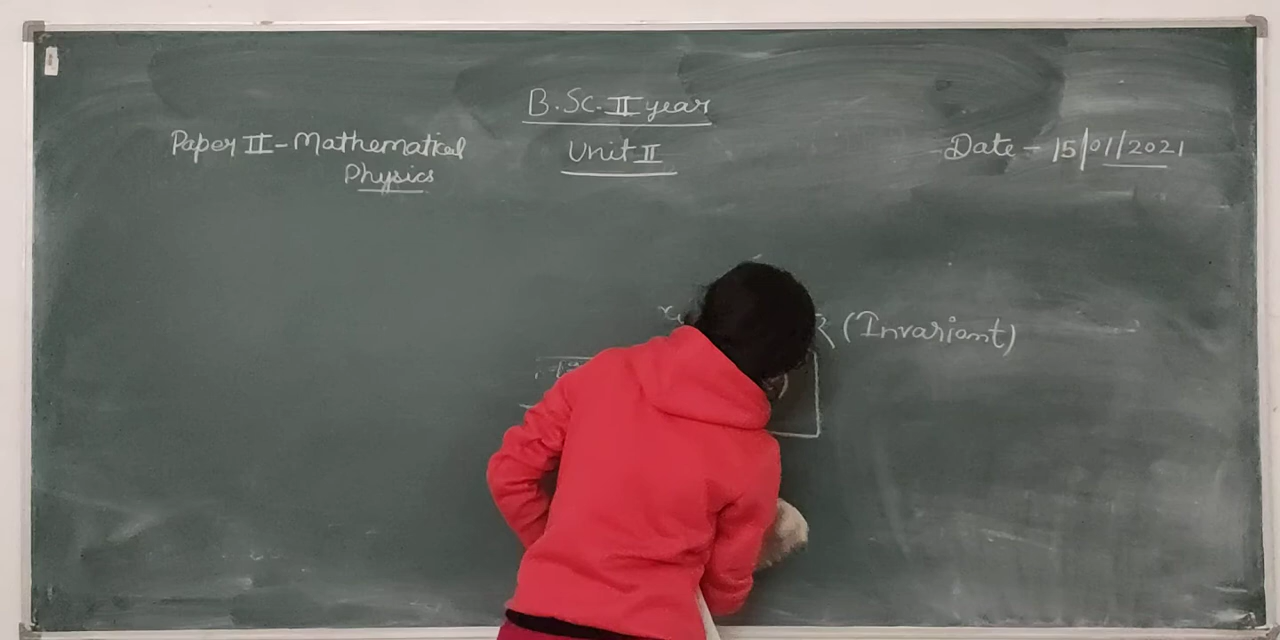 B.Sc. II year
Paper II - Mathematical Unit II Date - 15/01/2021
Physics
(Invariant)